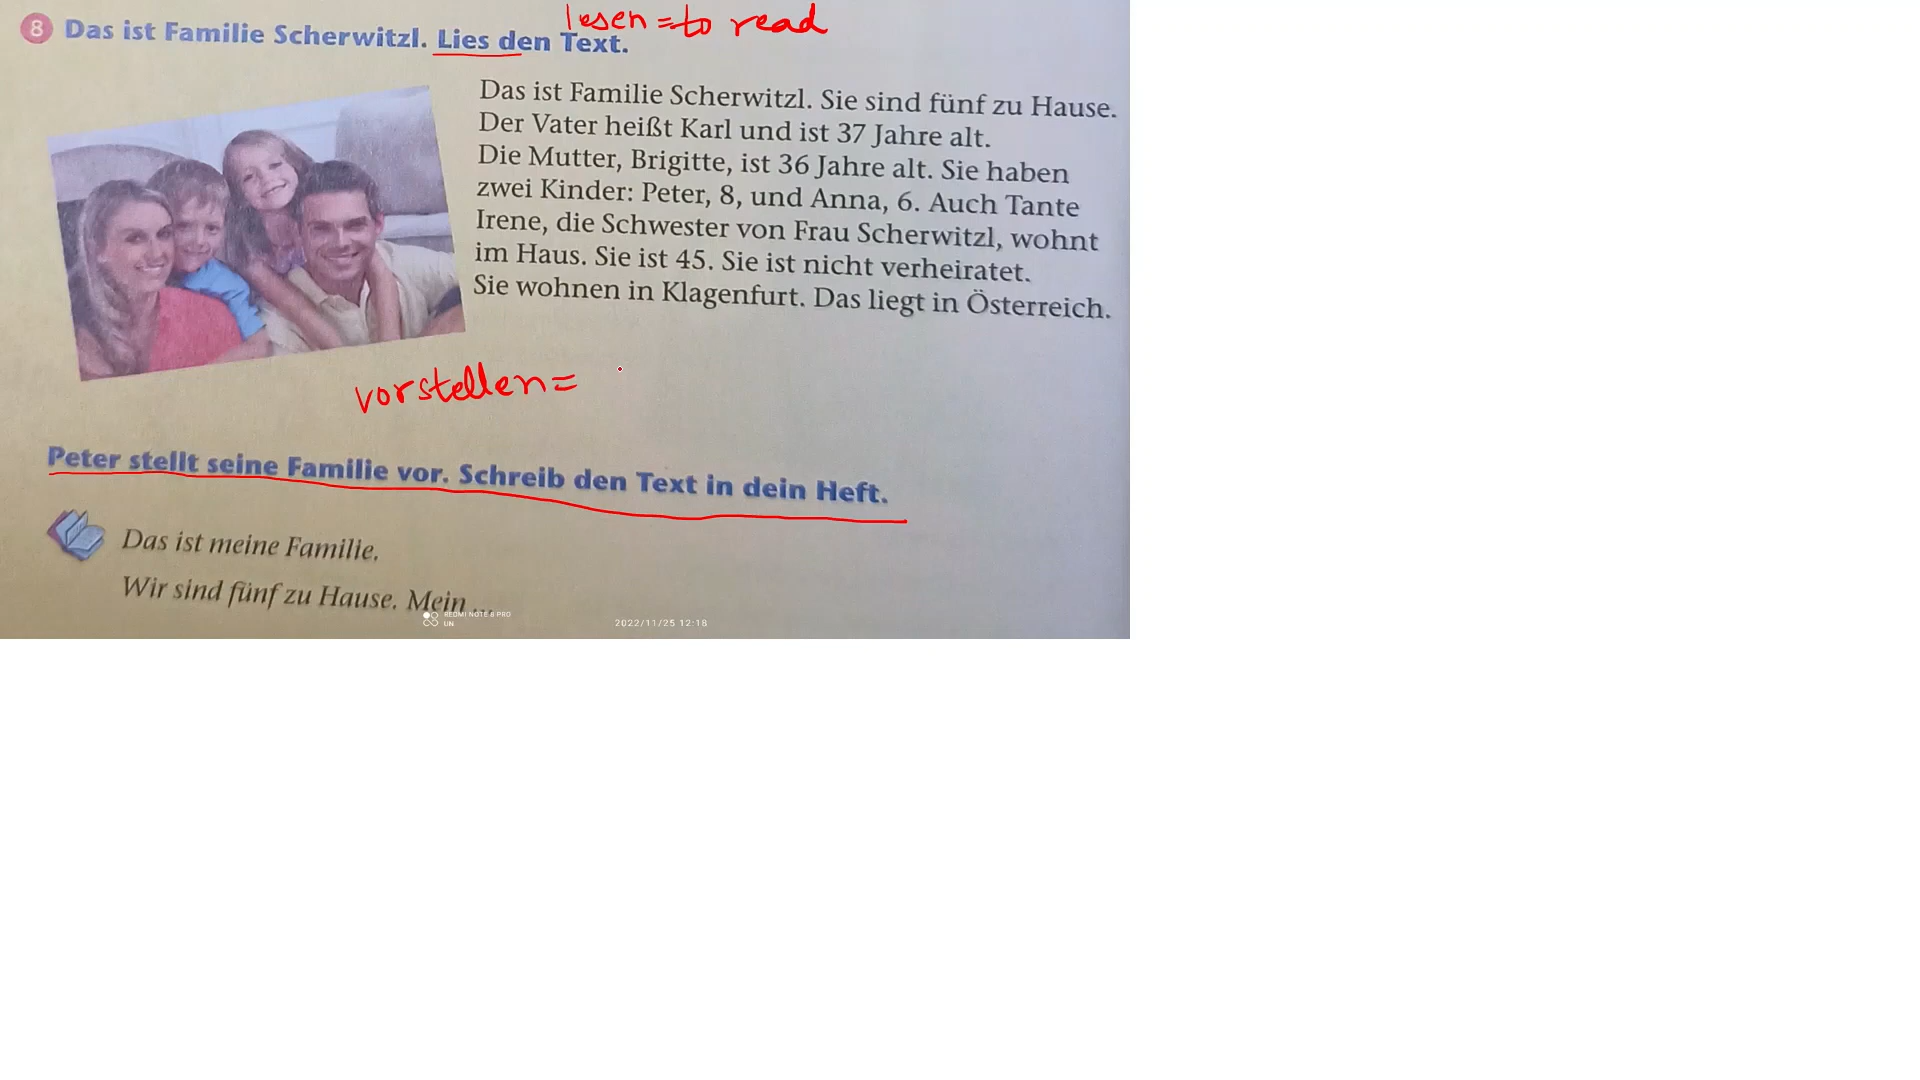 lesen = to read
8 Das ist Familie Scherwitzl. Lies den Text.
Das ist Familie Scherwitzl. Sie sind fünf zu Hause.
Der Vater heißt Karl und ist 37 Jahre alt.
Die Mutter, Brigitte, ist 36 Jahre alt. Sie haben
zwei Kinder: Peter, 8, und Anna, 6. Auch Tante
Irene, die Schwester von Frau Scherwitzl, wohnt
im Haus. Sie ist 45. Sie ist nicht verheiratet.
Sie wohnen in Klagenfurt. Das liegt in Österreich.
vorstellen =
Peter stellt seine Familie vor. Schreib den Text in dein Heft.
Das ist meine Familie.
Wir sind fünf zu Hause. Mein ...
REDMI NOTE 6 PRO
UN
2022/11/25 12:18